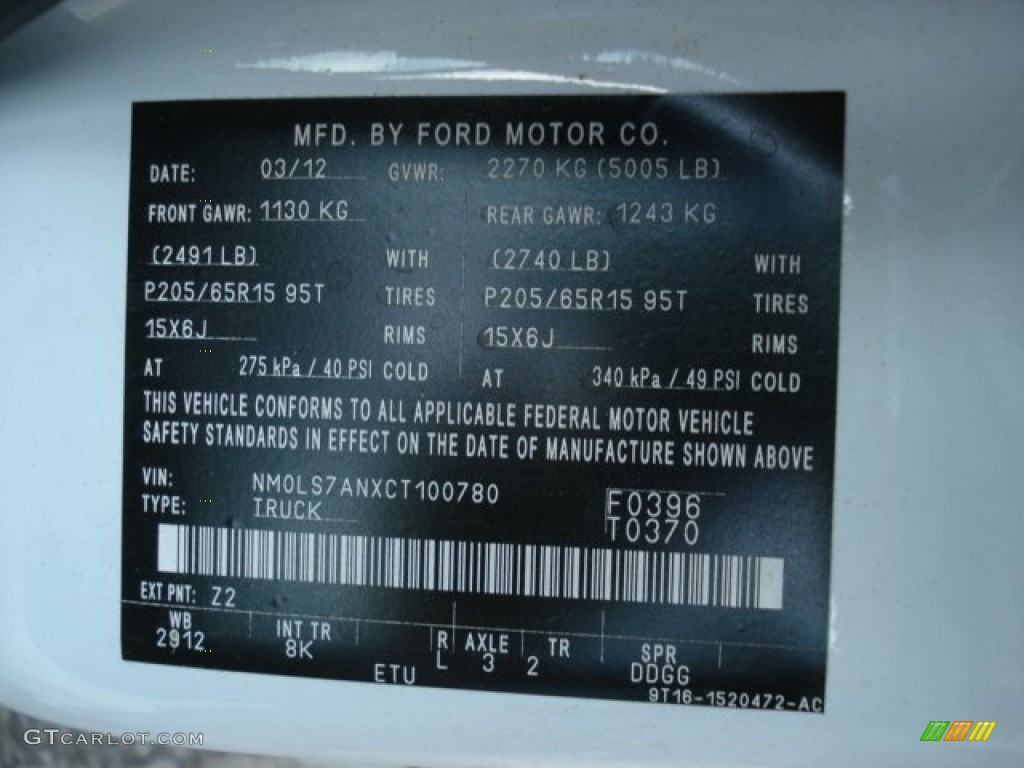 MFD. BY FORD MOTOR CO.
DATE: 03/12 GVWR: 2270 KG (5005 LB)
FRONT GAWR: 1130 KG REAR GAWR: 1243 KG
(2491 LB) WITH (2740 LB) WITH
P205/65R15 95T TIRES P205/65R15 95T TIRES
15X6J RIMS 15X6J RIMS
AT 275 kPa / 40 PSI COLD AT 340 kPa / 49 PSI COLD
THIS VEHICLE CONFORMS TO ALL APPLICABLE FEDERAL MOTOR VEHICLE
SAFETY STANDARDS IN EFFECT ON THE DATE OF MANUFACTURE SHOWN ABOVE
VIN: NM0LS7ANXCT100780 F0396
TYPE: TRUCK T0370
EXT PNT: Z2
WB INT TR R AXLE TR SPR
2912 8K L 3 2 DDGG
ETU
9T16-1520472-AC
GTCARLOT.COM